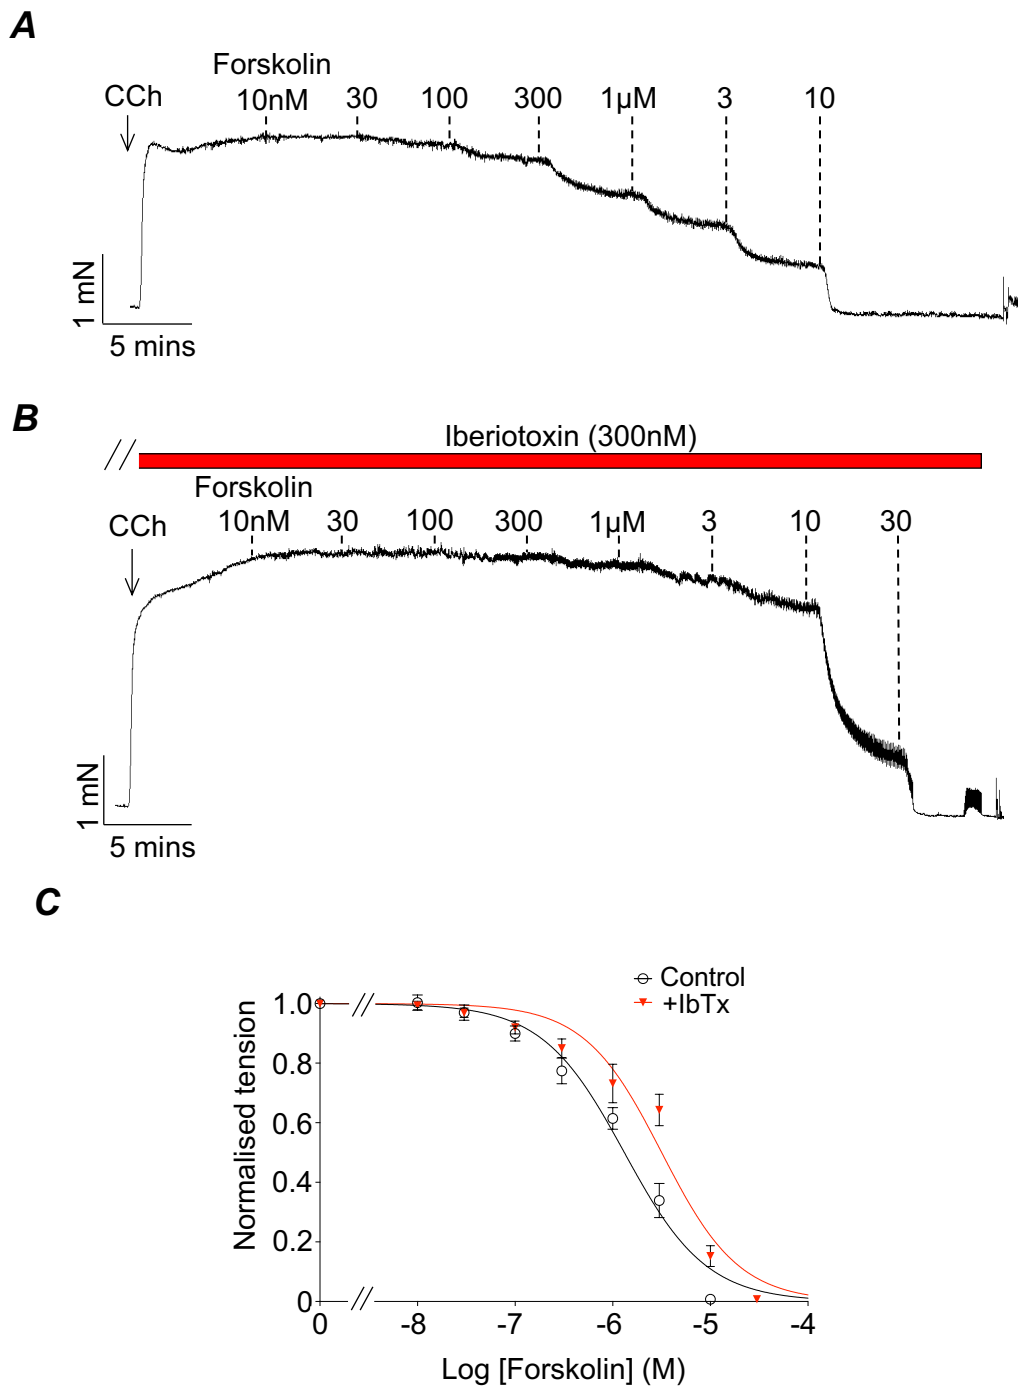 A
Forskolin
CCh 10nM 30 100 300 1µM 3 10
1 mN
5 mins
B
Iberiotoxin (300nM)
Forskolin
CCh 10nM 30 100 300 1µM 3 10 30
1 mN
5 mins
C
Control
+IbTx
Normalised tension
1.0
0.8
0.6
0.4
0.2
0
0 -8 -7 -6 -5 -4
Log [Forskolin] (M)